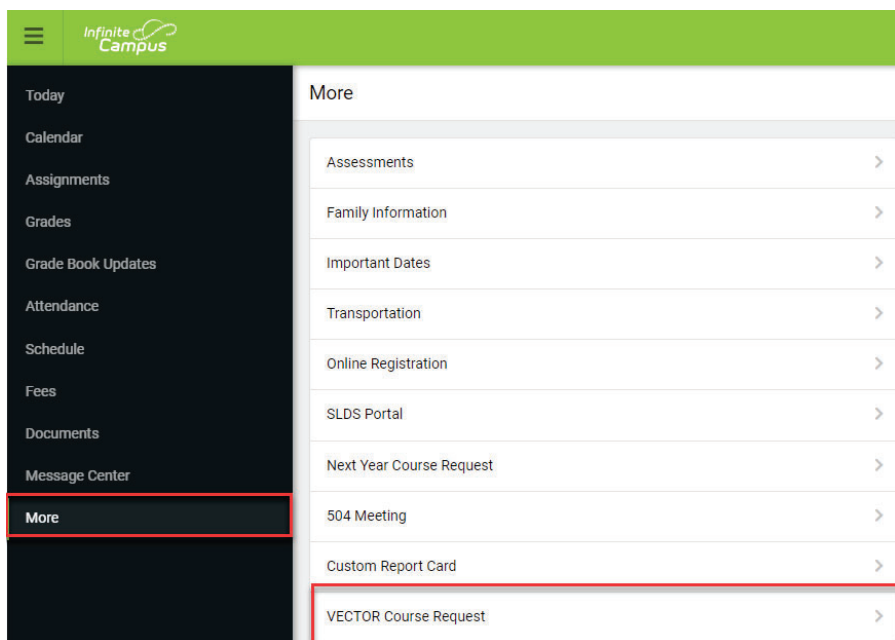 Infinite
Campus
Today
Calendar
Assignments
Grades
Grade Book Updates
Attendance
Schedule
Fees
Documents
Message Center
More
More
Assessments
Family Information
Important Dates
Transportation
Online Registration
SLDS Portal
Next Year Course Request
504 Meeting
Custom Report Card
VECTOR Course Request